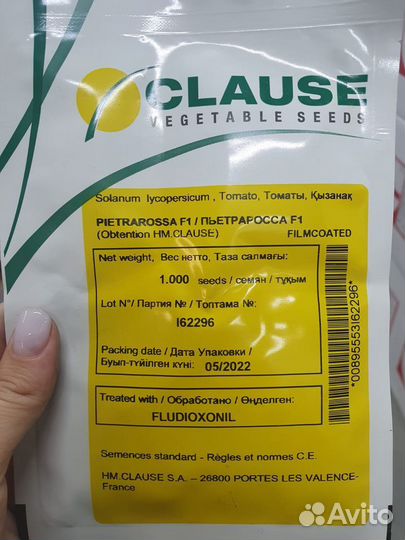 CLAUSE
VEGETABLE SEEDS
Solanum lycopersicum , Tomato, Томаты, Қызанақ
PIETRAROSSA F1 / ПЬЕТРАРОССА F1
(Obtention HM.CLAUSE) FILMCOATED
Net weight, Вес нетто, Таза салмағы:
1.000 seeds / семян / тұқым
Lot N°/ Партия №/ Топтама №:
I62296
Packing date / Дата Упаковки /
Буып-түйілген күні: 05/2022
Treated with / Обработано / Өңделген:
FLUDIOXONIL
Semences standard - Règles et normes C.E.
HM.CLAUSE S.A. – 26800 PORTES LES VALENCE-
France
*00895553I62296*
Avito